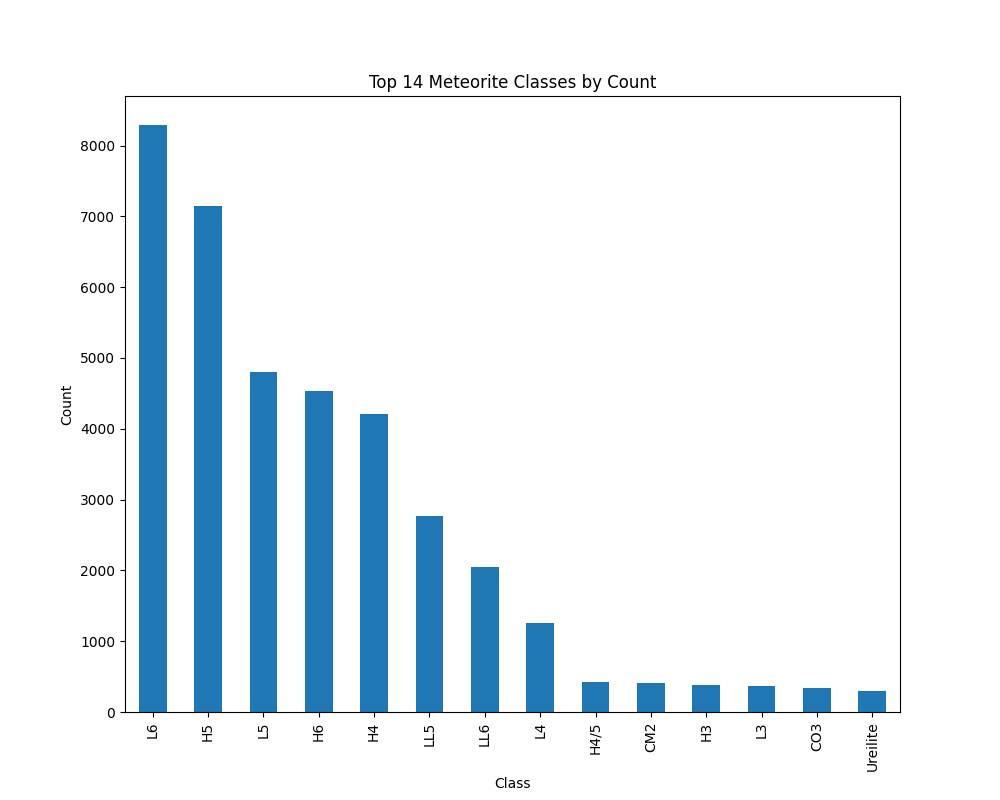 Top 14 Meteorite Classes by Count
8000
7000
6000
5000
4000
3000
2000
1000
0
Count
L6
H5
L5
H6
H4
LL5
LL6
L4
H4/5
CM2
H3
L3
CO3
Ureilite
Class